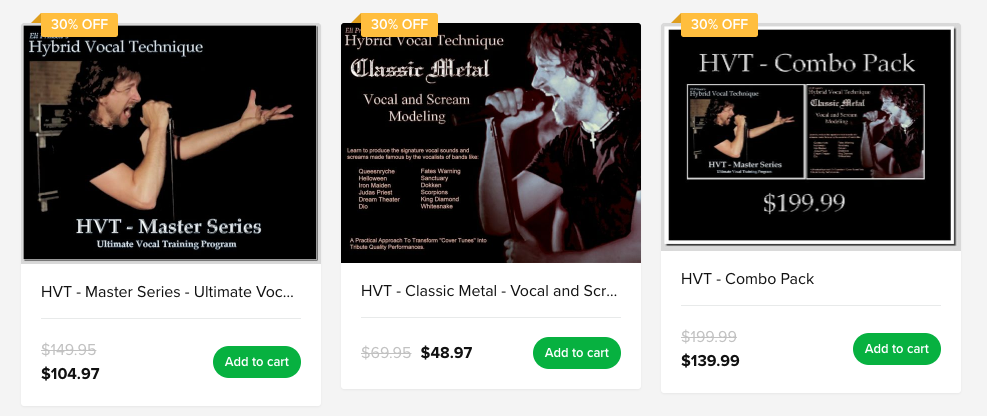 30% OFF
Hybrid Vocal Technique
HVT - Master Series
Ultimate Vocal Training Program
HVT - Master Series - Ultimate Voc...
$149.95
$104.97
Add to cart
30% OFF
Hybrid Vocal Technique
Classic Metal
Vocal and Scream
Modeling
Learn to produce the signature vocal sounds and
screams made famous by the vocalists of bands like:
Queensryche
Helloween
Iron Maiden
Judas Priest
Dream Theater
Dio
Fates Warning
Sanctuary
Dokken
Scorpions
King Diamond
Whitesnake
A Practical Approach To Transform "Cover Tunes" Into
Tribute Quality Performances.
HVT - Classic Metal - Vocal and Scr...
$69.95 $48.97
Add to cart
30% OFF
HVT - Combo Pack
Hybrid Vocal Technique
HVT - Master Series
Ultimate Vocal Training Program
Hybrid Vocal Technique
Classic Metal
Vocal and Scream
Modeling
$199.99
HVT - Combo Pack
$199.99
$139.99
Add to cart